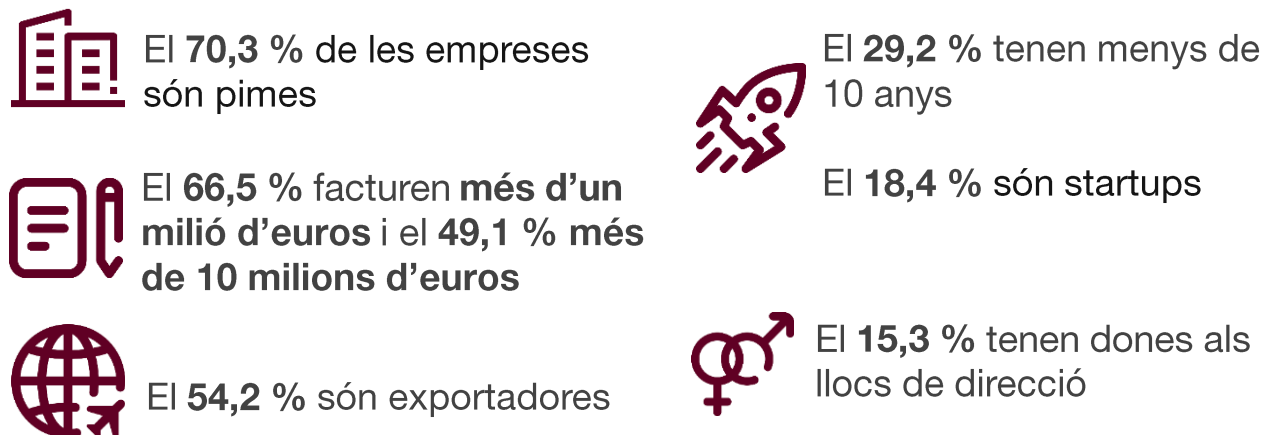 El 70,3 % de les empreses
són pimes
El 66,5 % facturen més d’un
milió d’euros i el 49,1 % més
de 10 milions d’euros
El 54,2 % són exportadores
El 29,2 % tenen menys de
10 anys
El 18,4 % són startups
El 15,3 % tenen dones als
llocs de direcció